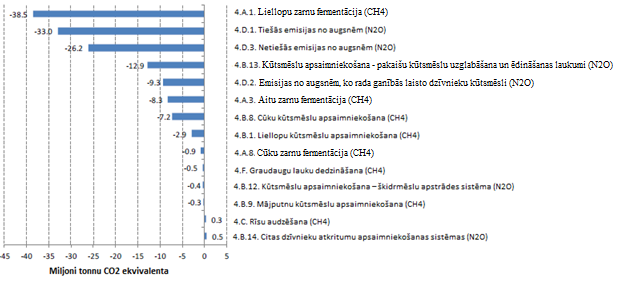 -38.5 4.A.1. Liellopu zarnu fermentācija (CH4)
-33.0 4.D.1. Tiešās emisijas no augsnēm (N2O)
-26.2 4.D.3. Netiešās emisijas no augsnēm (N2O)
-12.9 4.B.13. Kūtsmēslu apsaimniekošana - pakaišu kūtsmēslu uzglabāšana un ēdināšanas laukumi (N2O)
-9.3 4.D.2. Emisijas no augsnēm, ko rada ganībās laisto dzīvnieku kūtsmēsli (N2O)
-8.3 4.A.3. Aitu zarnu fermentācija (CH4)
-7.2 4.B.8. Cūku kūtsmēslu apsaimniekošana (CH4)
-2.9 4.B.1. Liellopu kūtsmēslu apsaimniekošana (CH4)
-0.9 4.A.8. Cūku zarnu fermentācija (CH4)
-0.5 4.F. Graudaugu lauku dedzināšana (CH4)
-0.4 4.B.12. Kūtsmēslu apsaimniekošana – šķidrmēslu apstrādes sistēma (N2O)
-0.3 4.B.9. Mājputnu kūtsmēslu apsaimniekošana (CH4)
0.3 4.C. Rīsu audzēšana (CH4)
0.5 4.B.14. Citas dzīvnieku atkritumu apsaimniekošanas sistēmas (N2O)
-45 -40 -35 -30 -25 -20 -15 -10 -5 0 5
Miljoni tonnu CO2 ekvivalenta